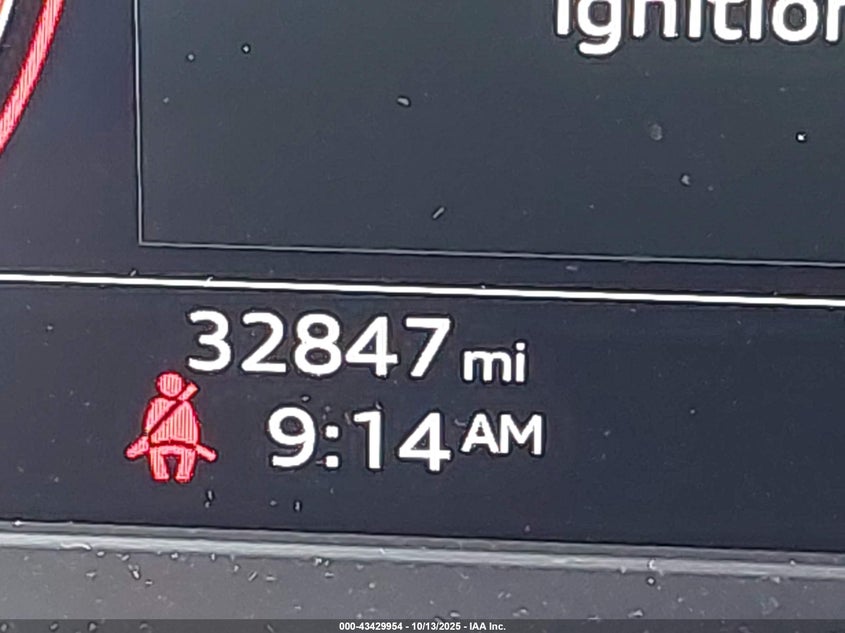 ignition
32847 mi
9:14 AM
000-43429954 - 10/13/2025 - IAA Inc.